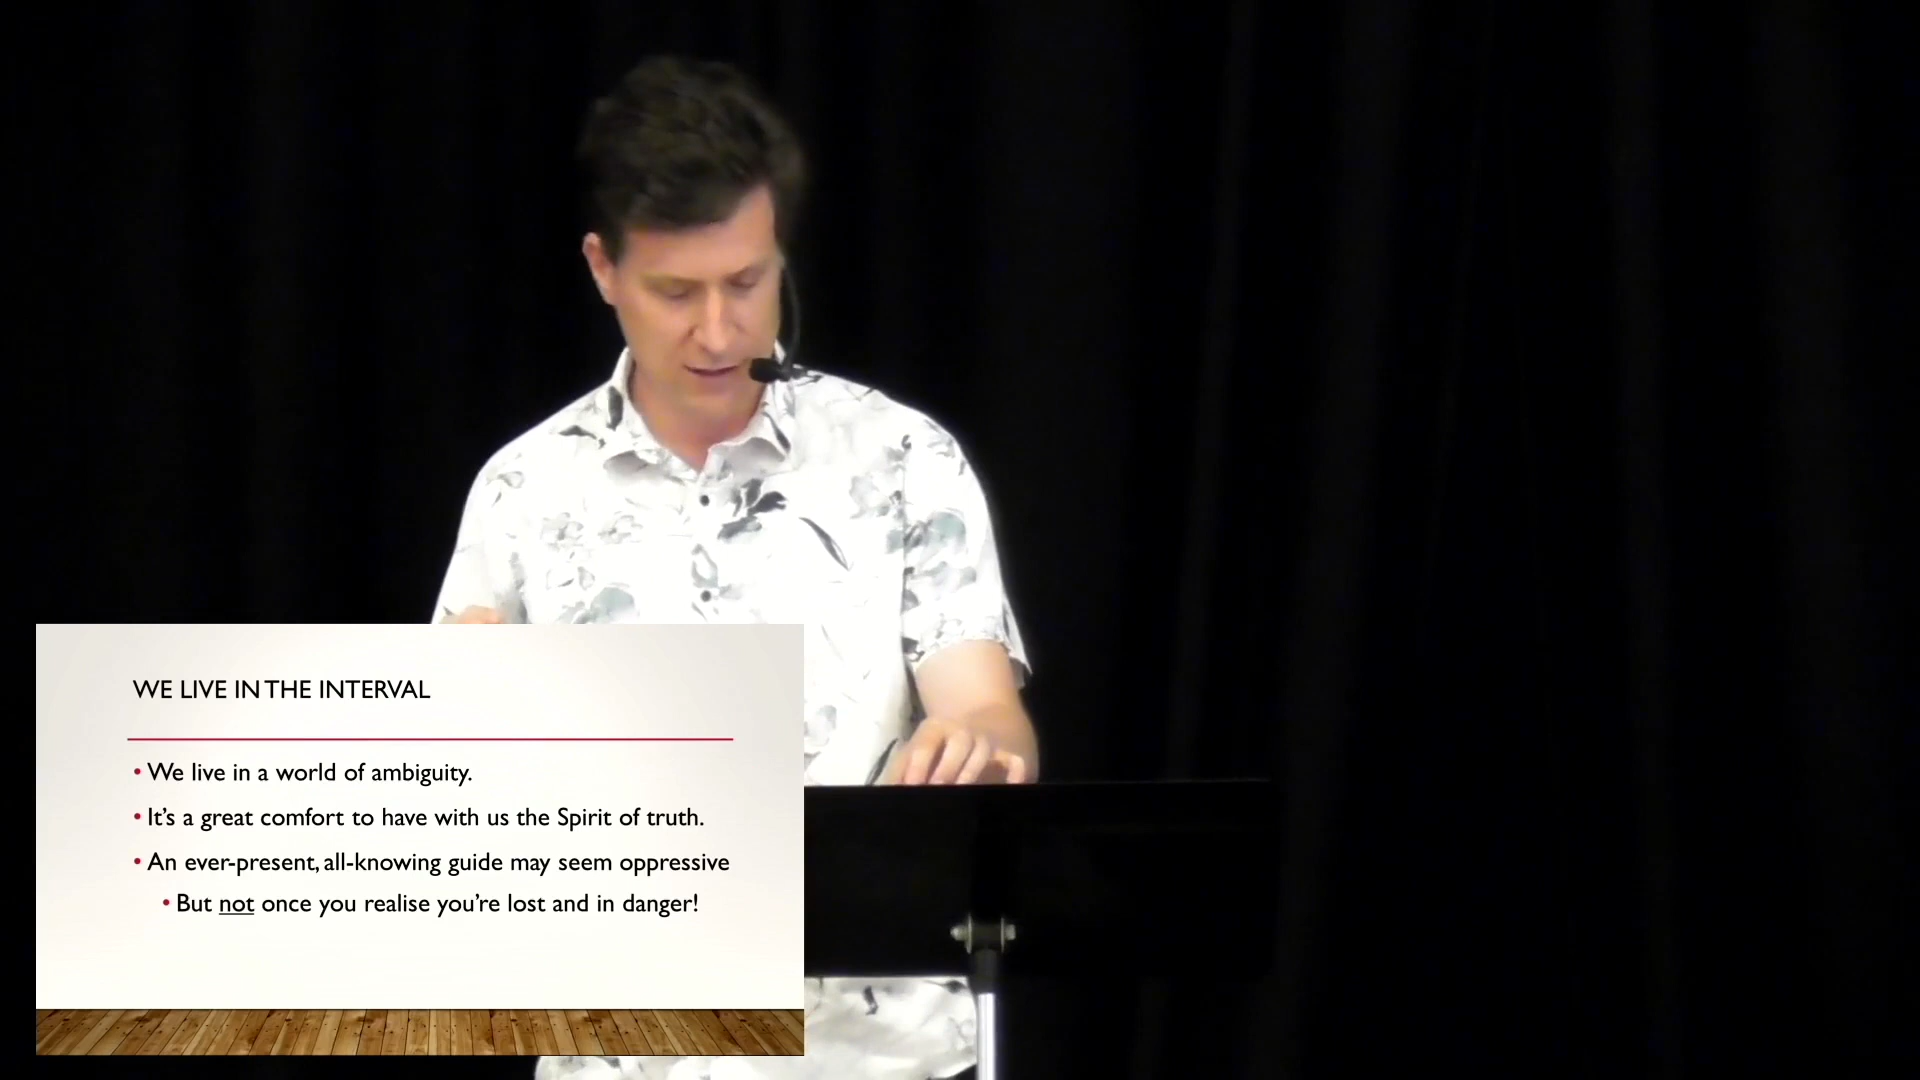 WE LIVE IN THE INTERVAL
• We live in a world of ambiguity.
• It's a great comfort to have with us the Spirit of truth.
• An ever-present, all-knowing guide may seem oppressive
• But not once you realise you're lost and in danger!